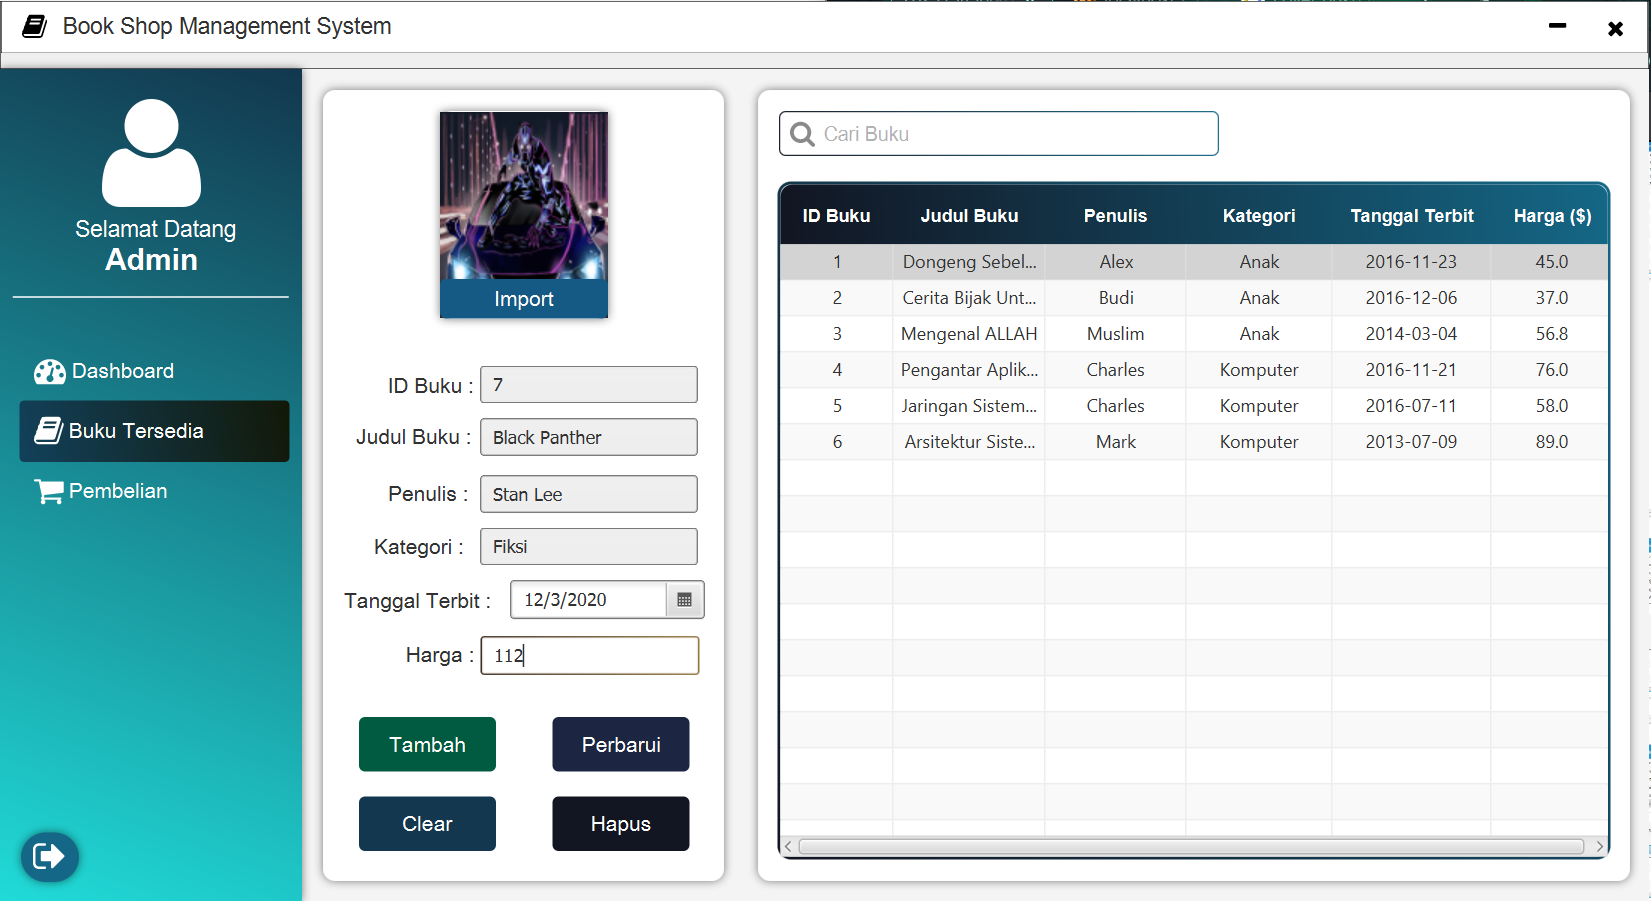 Book Shop Management System
Selamat Datang
Admin
Dashboard
Buku Tersedia
Pembelian
Import
ID Buku : 7
Judul Buku : Black Panther
Penulis : Stan Lee
Kategori : Fiksi
Tanggal Terbit : 12/3/2020
Harga : 112
Tambah Perbarui
Clear Hapus
Cari Buku
ID Buku Judul Buku Penulis Kategori Tanggal Terbit Harga ($)
1 Dongeng Sebel... Alex Anak 2016-11-23 45.0
2 Cerita Bijak Unt... Budi Anak 2016-12-06 37.0
3 Mengenal ALLAH Muslim Anak 2014-03-04 56.8
4 Pengantar Aplik... Charles Komputer 2016-11-21 76.0
5 Jaringan Sistem... Charles Komputer 2016-07-11 58.0
6 Arsitektur Siste... Mark Komputer 2013-07-09 89.0